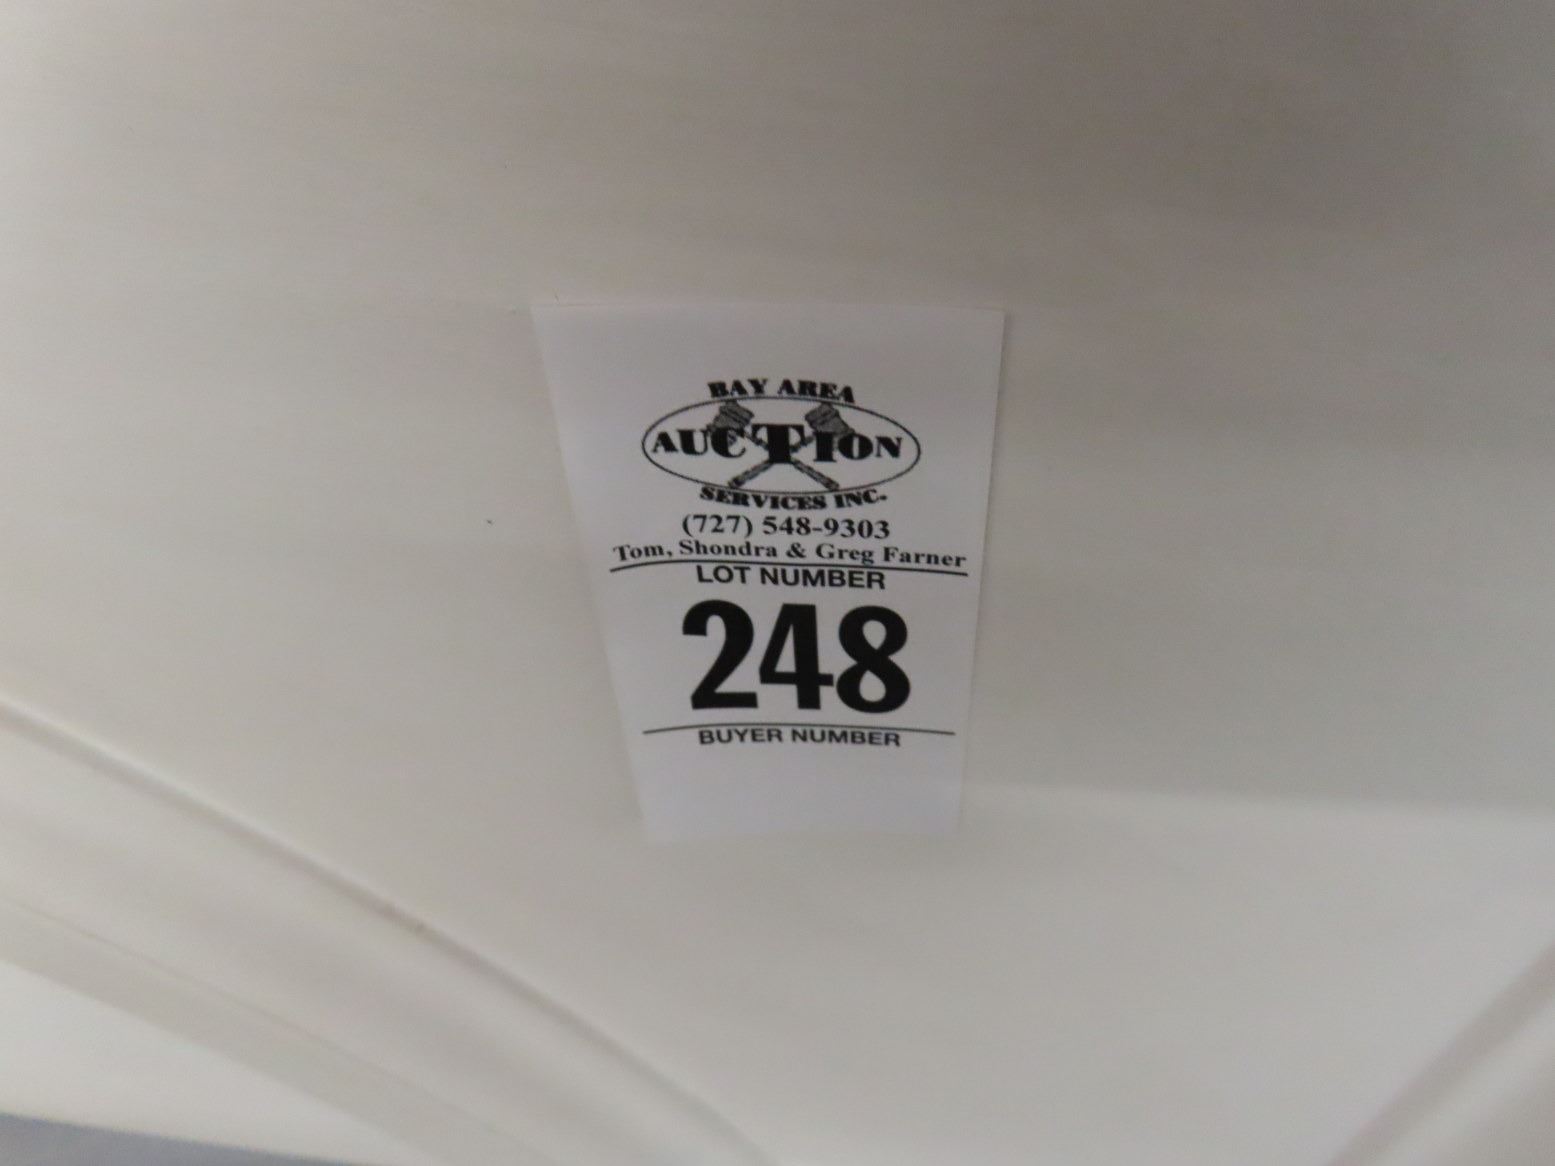 BAY AREA
AUCTION
SERVICES INC.
(727) 548-9303
Tom, Shondra & Greg Farner
LOT NUMBER
248
BUYER NUMBER